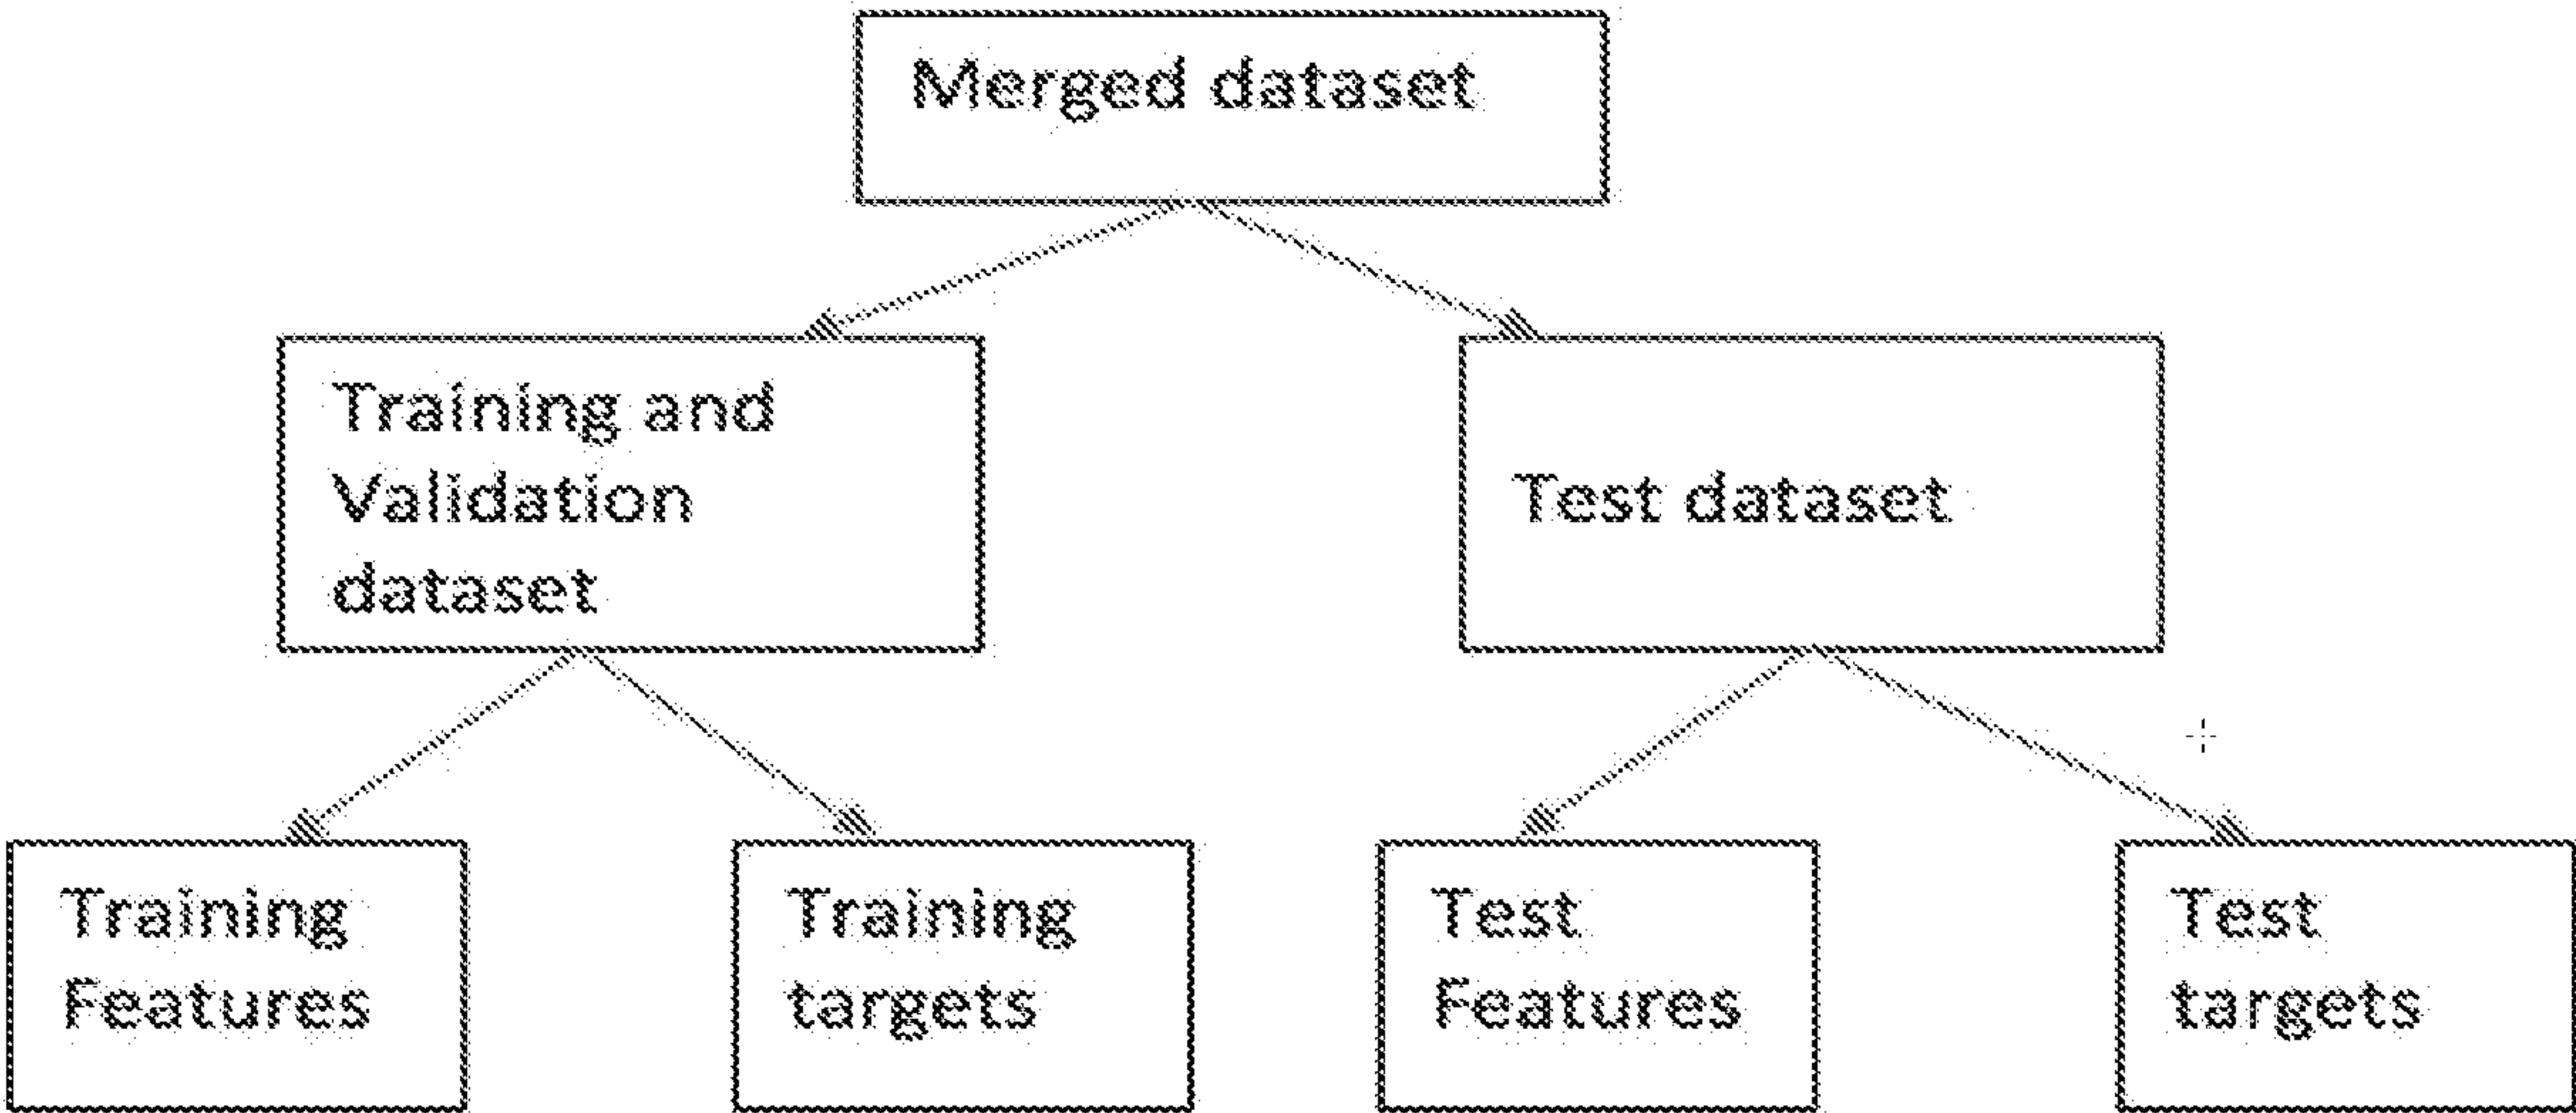 Merged dataset
Training and
Validation
dataset
Test dataset
Training
Features
Training
targets
Test
Features
Test
targets